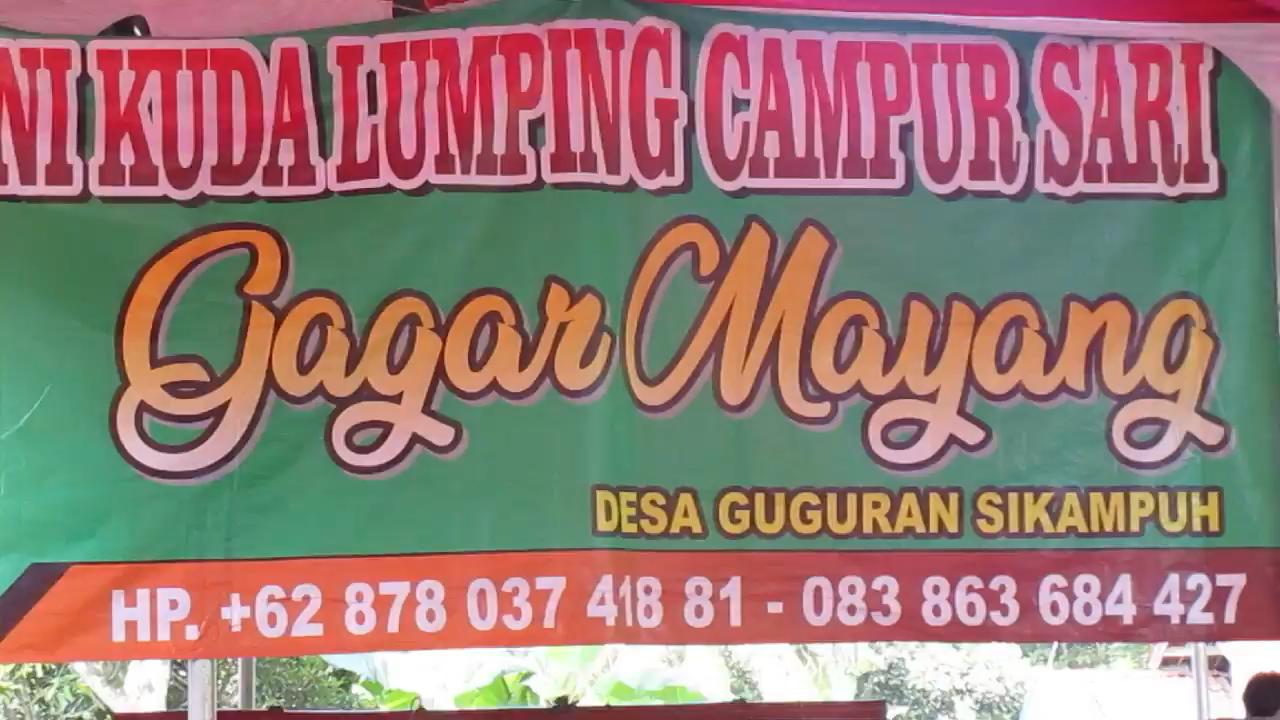 NI KUDA LUMPING CAMPUR SARI
Gagar Mayang
DESA GUGURAN SIKAMPUH
HP. +62 878 037 418 81 - 083 863 684 427